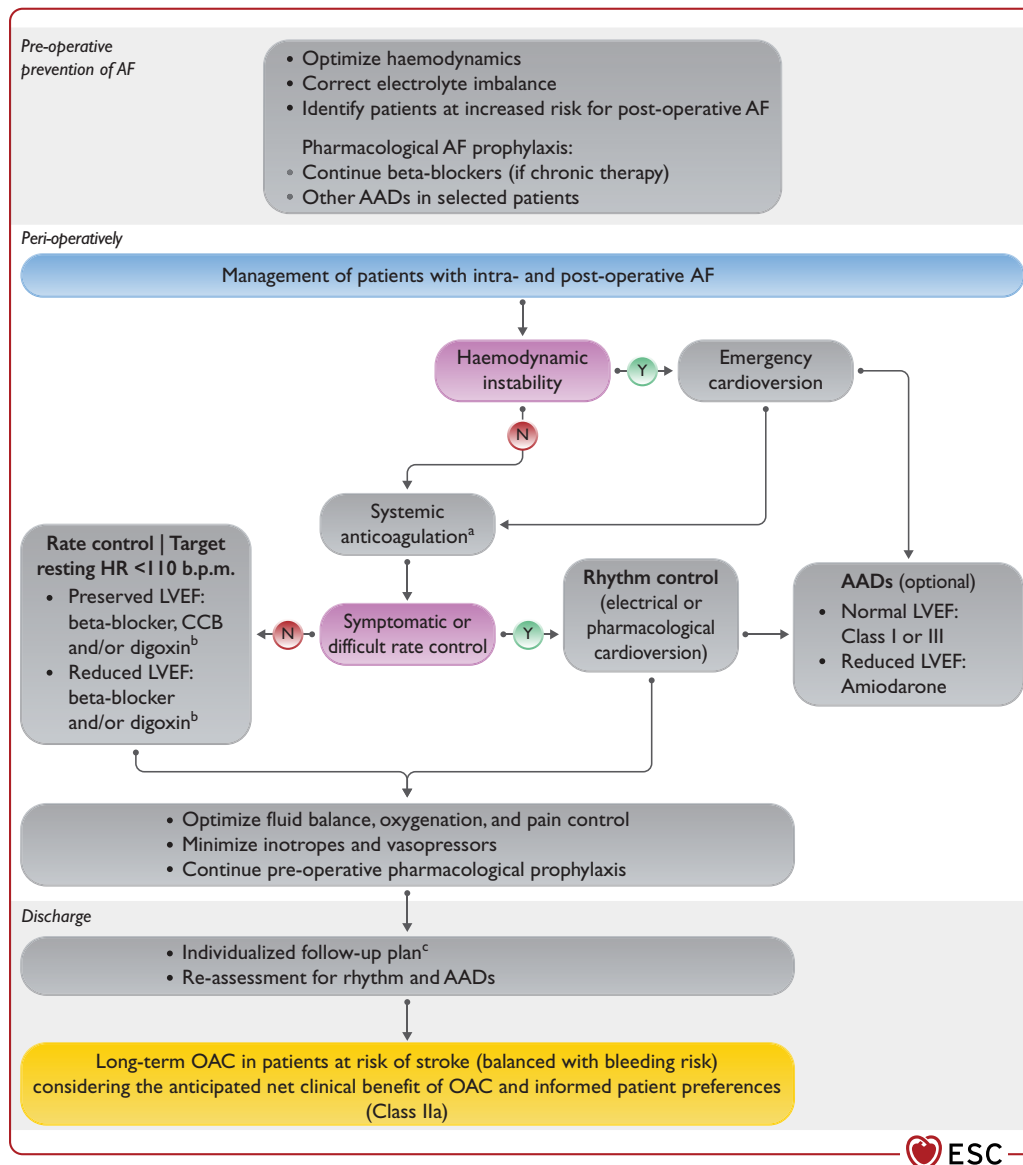 Pre-operative
prevention of AF
• Optimize haemodynamics
• Correct electrolyte imbalance
• Identify patients at increased risk for post-operative AF
Pharmacological AF prophylaxis:
• Continue beta-blockers (if chronic therapy)
• Other AADs in selected patients
Peri-operatively
Management of patients with intra- and post-operative AF
Haemodynamic
instability
Y
Emergency
cardioversion
N
Systemic
anticoagulationᵃ
Rate control | Target
resting HR <110 b.p.m.
• Preserved LVEF:
beta-blocker, CCB
and/or digoxinᵇ
• Reduced LVEF:
beta-blocker
and/or digoxinᵇ
N
Symptomatic or
difficult rate control
Y
Rhythm control
(electrical or
pharmacological
cardioversion)
AADs (optional)
• Normal LVEF:
Class I or III
• Reduced LVEF:
Amiodarone
• Optimize fluid balance, oxygenation, and pain control
• Minimize inotropes and vasopressors
• Continue pre-operative pharmacological prophylaxis
Discharge
• Individualized follow-up planᶜ
• Re-assessment for rhythm and AADs
Long-term OAC in patients at risk of stroke (balanced with bleeding risk)
considering the anticipated net clinical benefit of OAC and informed patient preferences
(Class IIa)
ESC